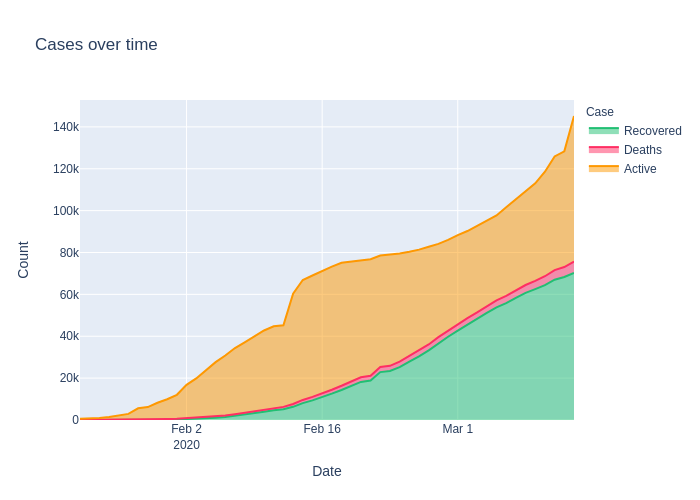 Cases over time
Case
Recovered
Deaths
Active
Count
140k
120k
100k
80k
60k
40k
20k
0
Feb 2
2020
Feb 16
Mar 1
Date